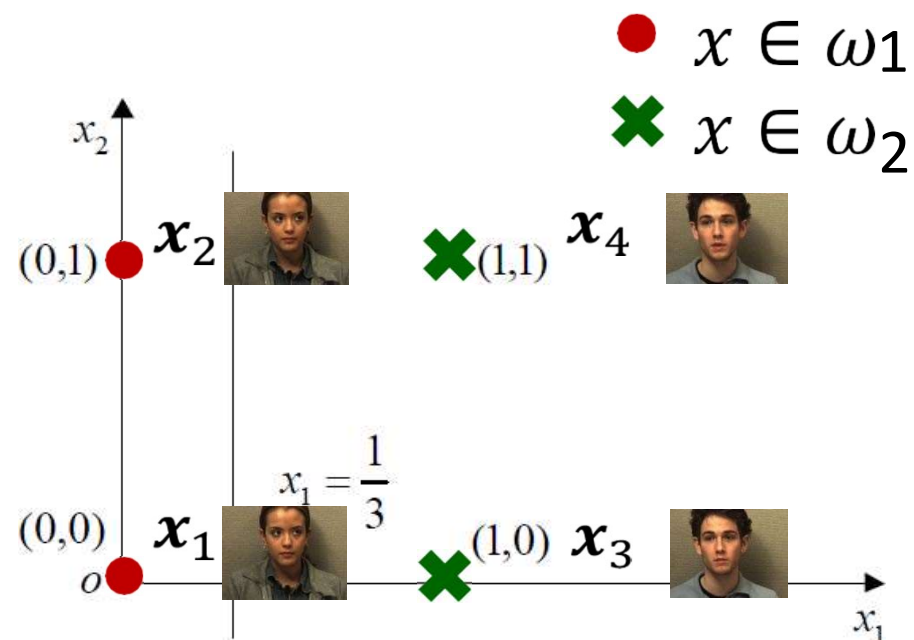 x ∈ ω1
x ∈ ω2
x₂
(0,1)
x₂
(1,1)
x₄
x₁ = 1/3
(0,0)
x₁
(1,0)
x₃
o
x₁